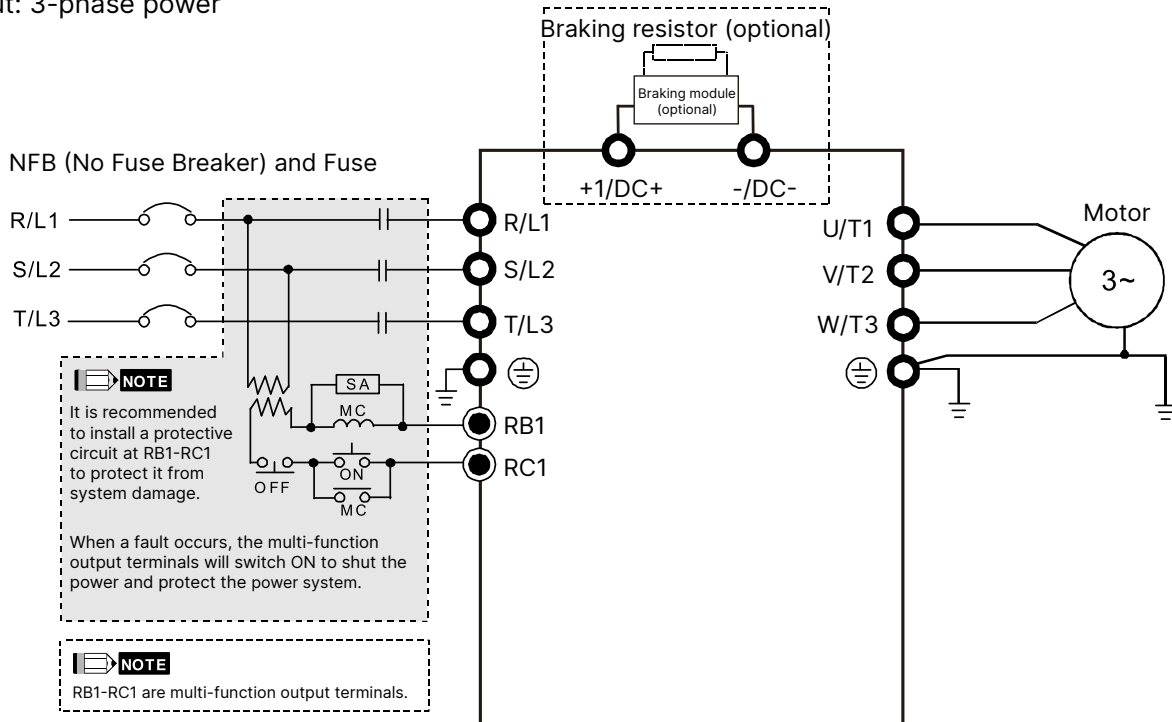 ut: 3-phase power
Braking resistor (optional)
Braking module
(optional)
+1/DC+
-/DC-
NFB (No Fuse Breaker) and Fuse
R/L1
S/L2
T/L3
R/L1
S/L2
T/L3
RB1
RC1
U/T1
V/T2
W/T3
Motor
3~
NOTE
It is recommended
to install a protective
circuit at RB1-RC1
to protect it from
system damage.
SA
MC
ON
OFF
MC
When a fault occurs, the multi-function
output terminals will switch ON to shut the
power and protect the power system.
NOTE
RB1-RC1 are multi-function output terminals.